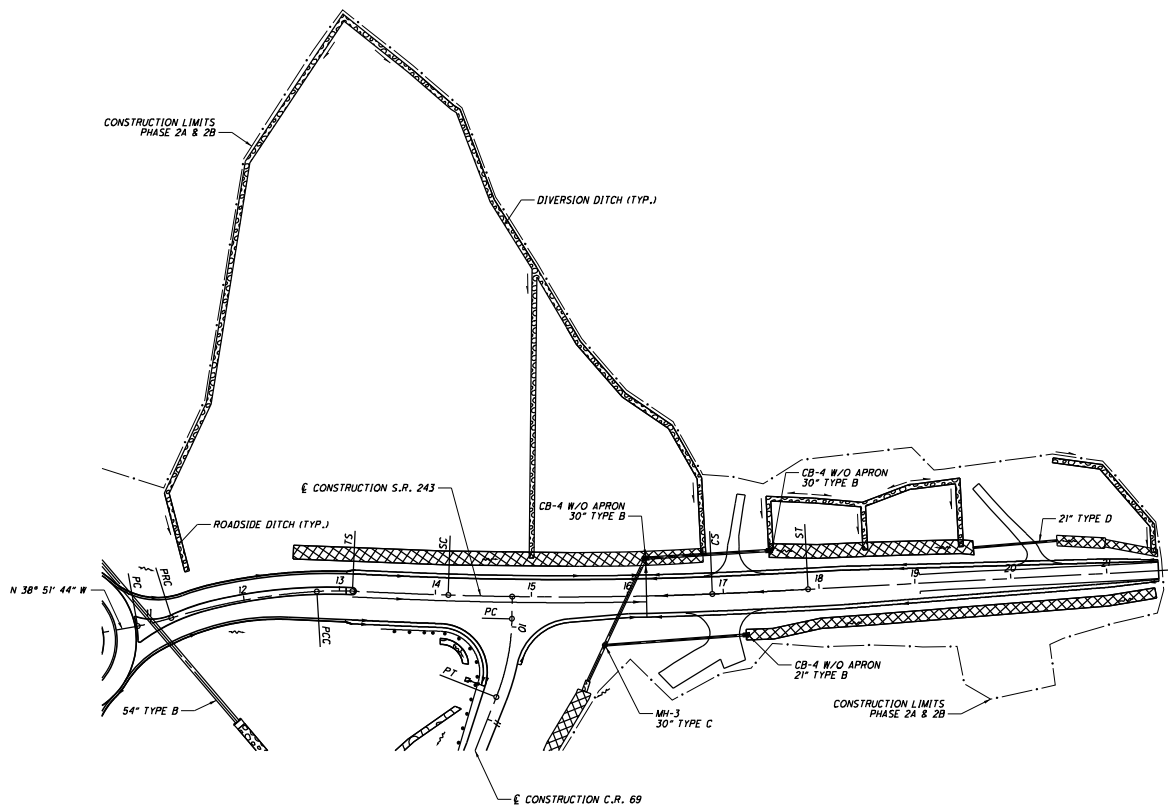 CONSTRUCTION LIMITS
PHASE 2A & 2B
DIVERSION DITCH (TYP.)
CB-4 W/O APRON
30" TYPE B
℄ CONSTRUCTION S.R. 243
CB-4 W/O APRON
30" TYPE B
ROADSIDE DITCH (TYP.)
21" TYPE D
TS
SC
CS
ST
N 38° 51' 44" W
PC
PRC
12
13
14
15
16
17
18
19
20
21
PCC
PC
10
PT
11
CB-4 W/O APRON
21" TYPE B
54" TYPE B
MH-3
30" TYPE C
CONSTRUCTION LIMITS
PHASE 2A & 2B
℄ CONSTRUCTION C.R. 69